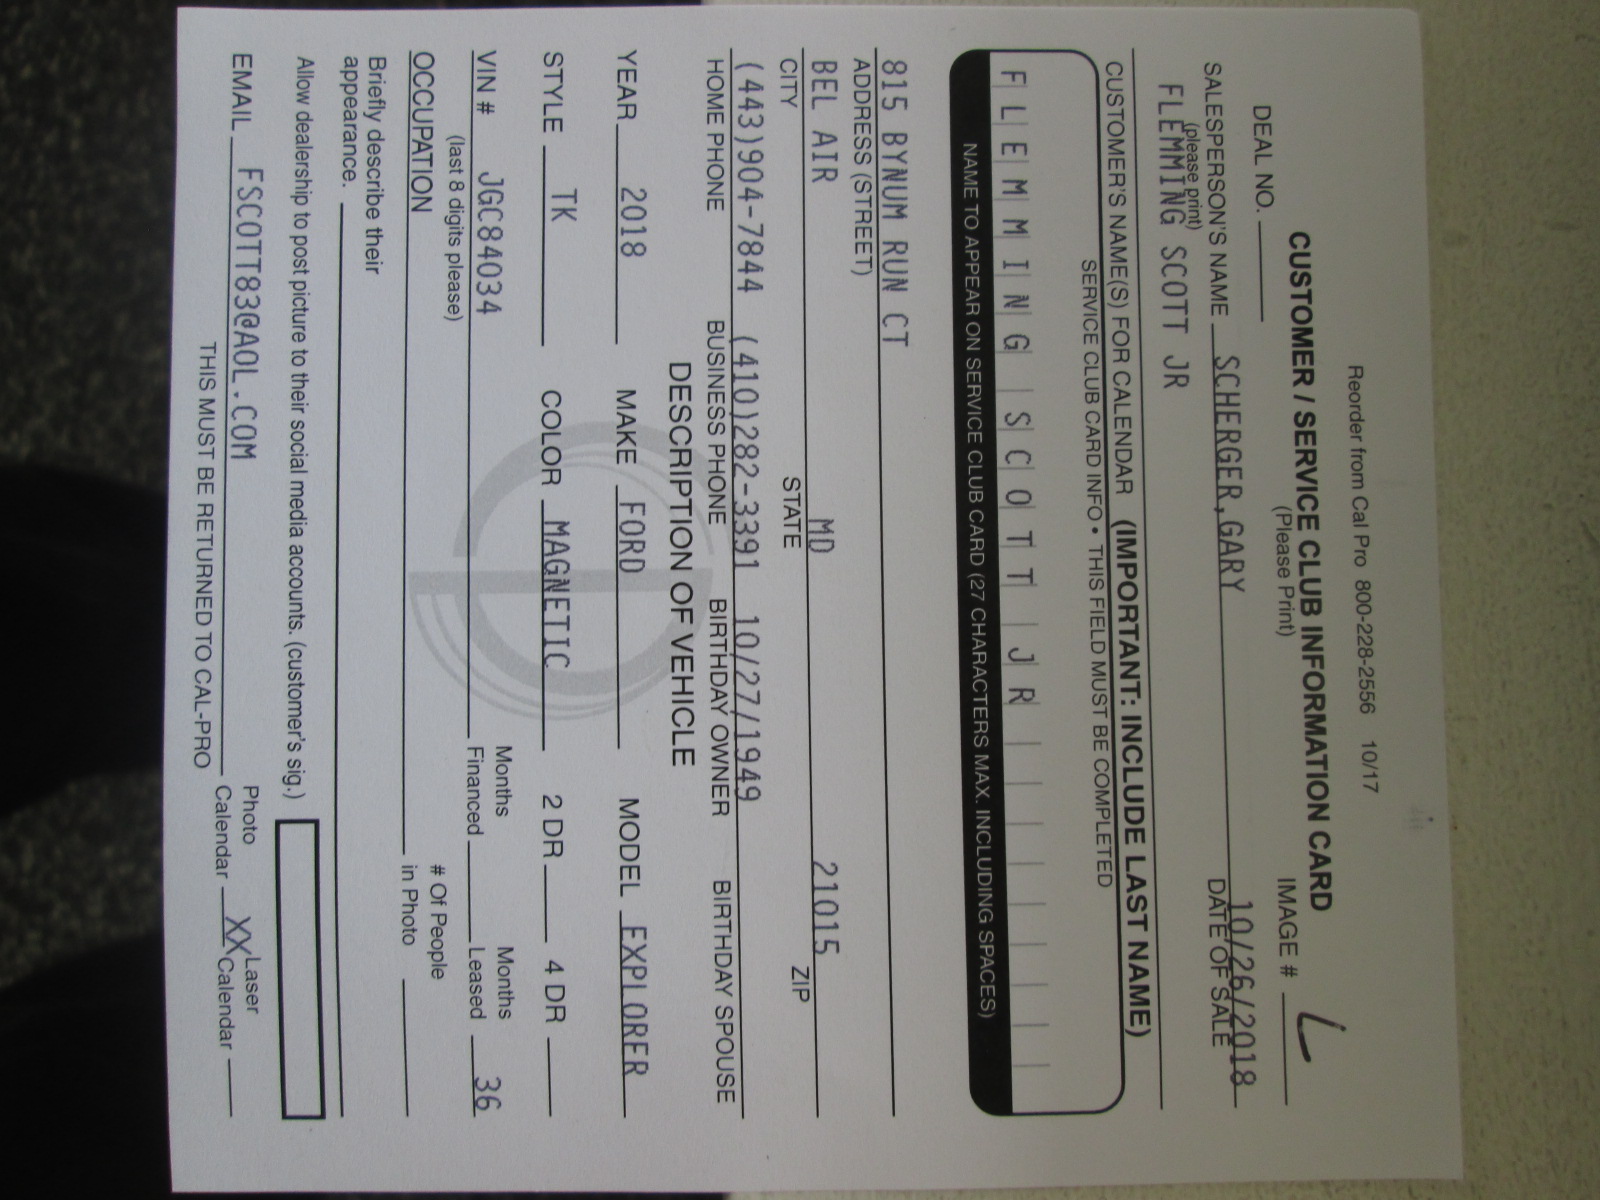 Reorder from Cal Pro 800-228-2556 10/17
CUSTOMER / SERVICE CLUB INFORMATION CARD
(Please Print)
DEAL NO. IMAGE # L
SALESPERSON'S NAME SCHERGER,GARY 10/26/2018
(please print) DATE OF SALE
FLEMMING SCOTT JR
CUSTOMER'S NAME(S) FOR CALENDAR (IMPORTANT: INCLUDE LAST NAME)
SERVICE CLUB CARD INFO • THIS FIELD MUST BE COMPLETED
FLEMMING SCOTT JR
NAME TO APPEAR ON SERVICE CLUB CARD (27 CHARACTERS MAX. INCLUDING SPACES)
815 BYNUM RUN CT
ADDRESS (STREET)
BEL AIR MD 21015
CITY STATE ZIP
(443)904-7844 (410)282-3391 10/27/1949
HOME PHONE BUSINESS PHONE BIRTHDAY OWNER BIRTHDAY SPOUSE
DESCRIPTION OF VEHICLE
YEAR 2018 MAKE FORD MODEL EXPLORER
STYLE TK COLOR MAGNETIC 2 DR 4 DR
VIN # JGC84034 Months Financed Months Leased 36
(last 8 digits please)
OCCUPATION # Of People in Photo
Briefly describe their
appearance.
Allow dealership to post picture to their social media accounts. (customer's sig.)
EMAIL FSCOTT83@AOL.COM Photo Calendar XX Laser Calendar
THIS MUST BE RETURNED TO CAL-PRO